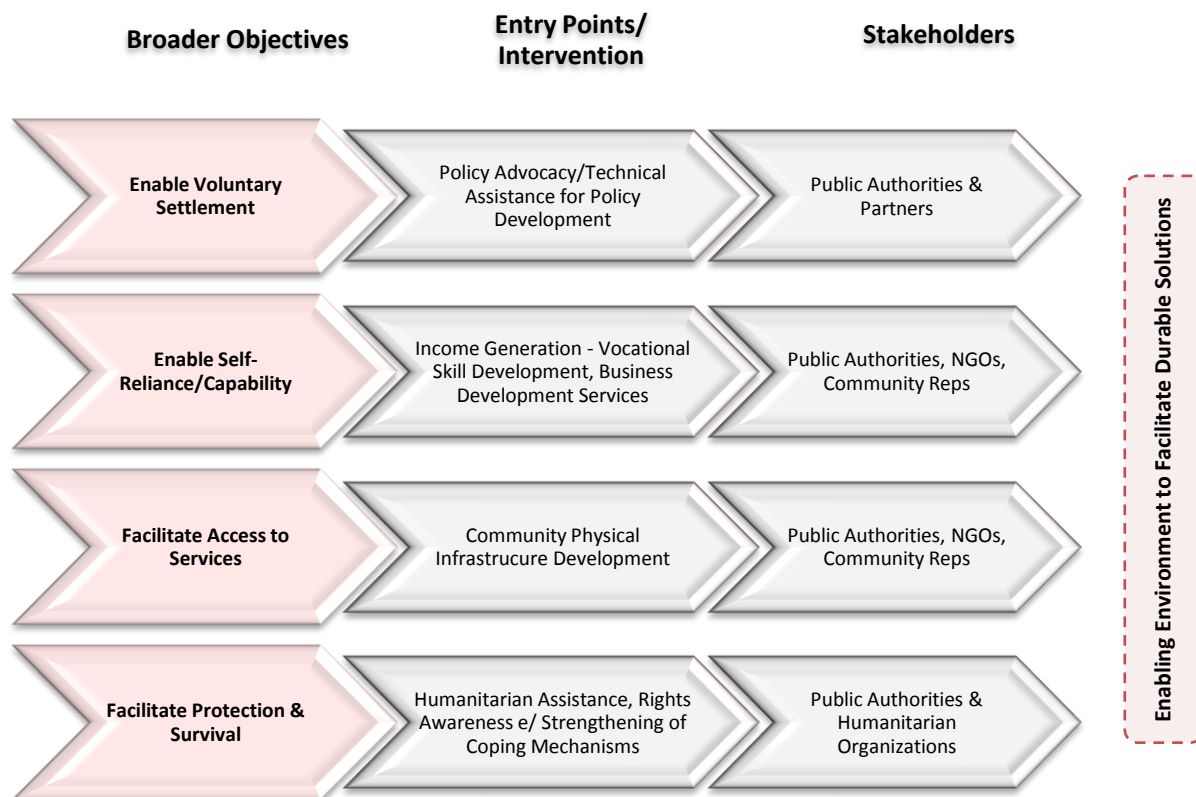 Broader Objectives
Entry Points/
Intervention
Stakeholders
Enable Voluntary
Settlement
Policy Advocacy/Technical
Assistance for Policy
Development
Public Authorities &
Partners
Enable Self-
Reliance/Capability
Income Generation - Vocational
Skill Development, Business
Development Services
Public Authorities, NGOs,
Community Reps
Facilitate Access to
Services
Community Physical
Infrastrucure Development
Public Authorities, NGOs,
Community Reps
Facilitate Protection &
Survival
Humanitarian Assistance, Rights
Awareness e/ Strengthening of
Coping Mechanisms
Public Authorities &
Humanitarian
Organizations
Enabling Environment to Facilitate Durable Solutions